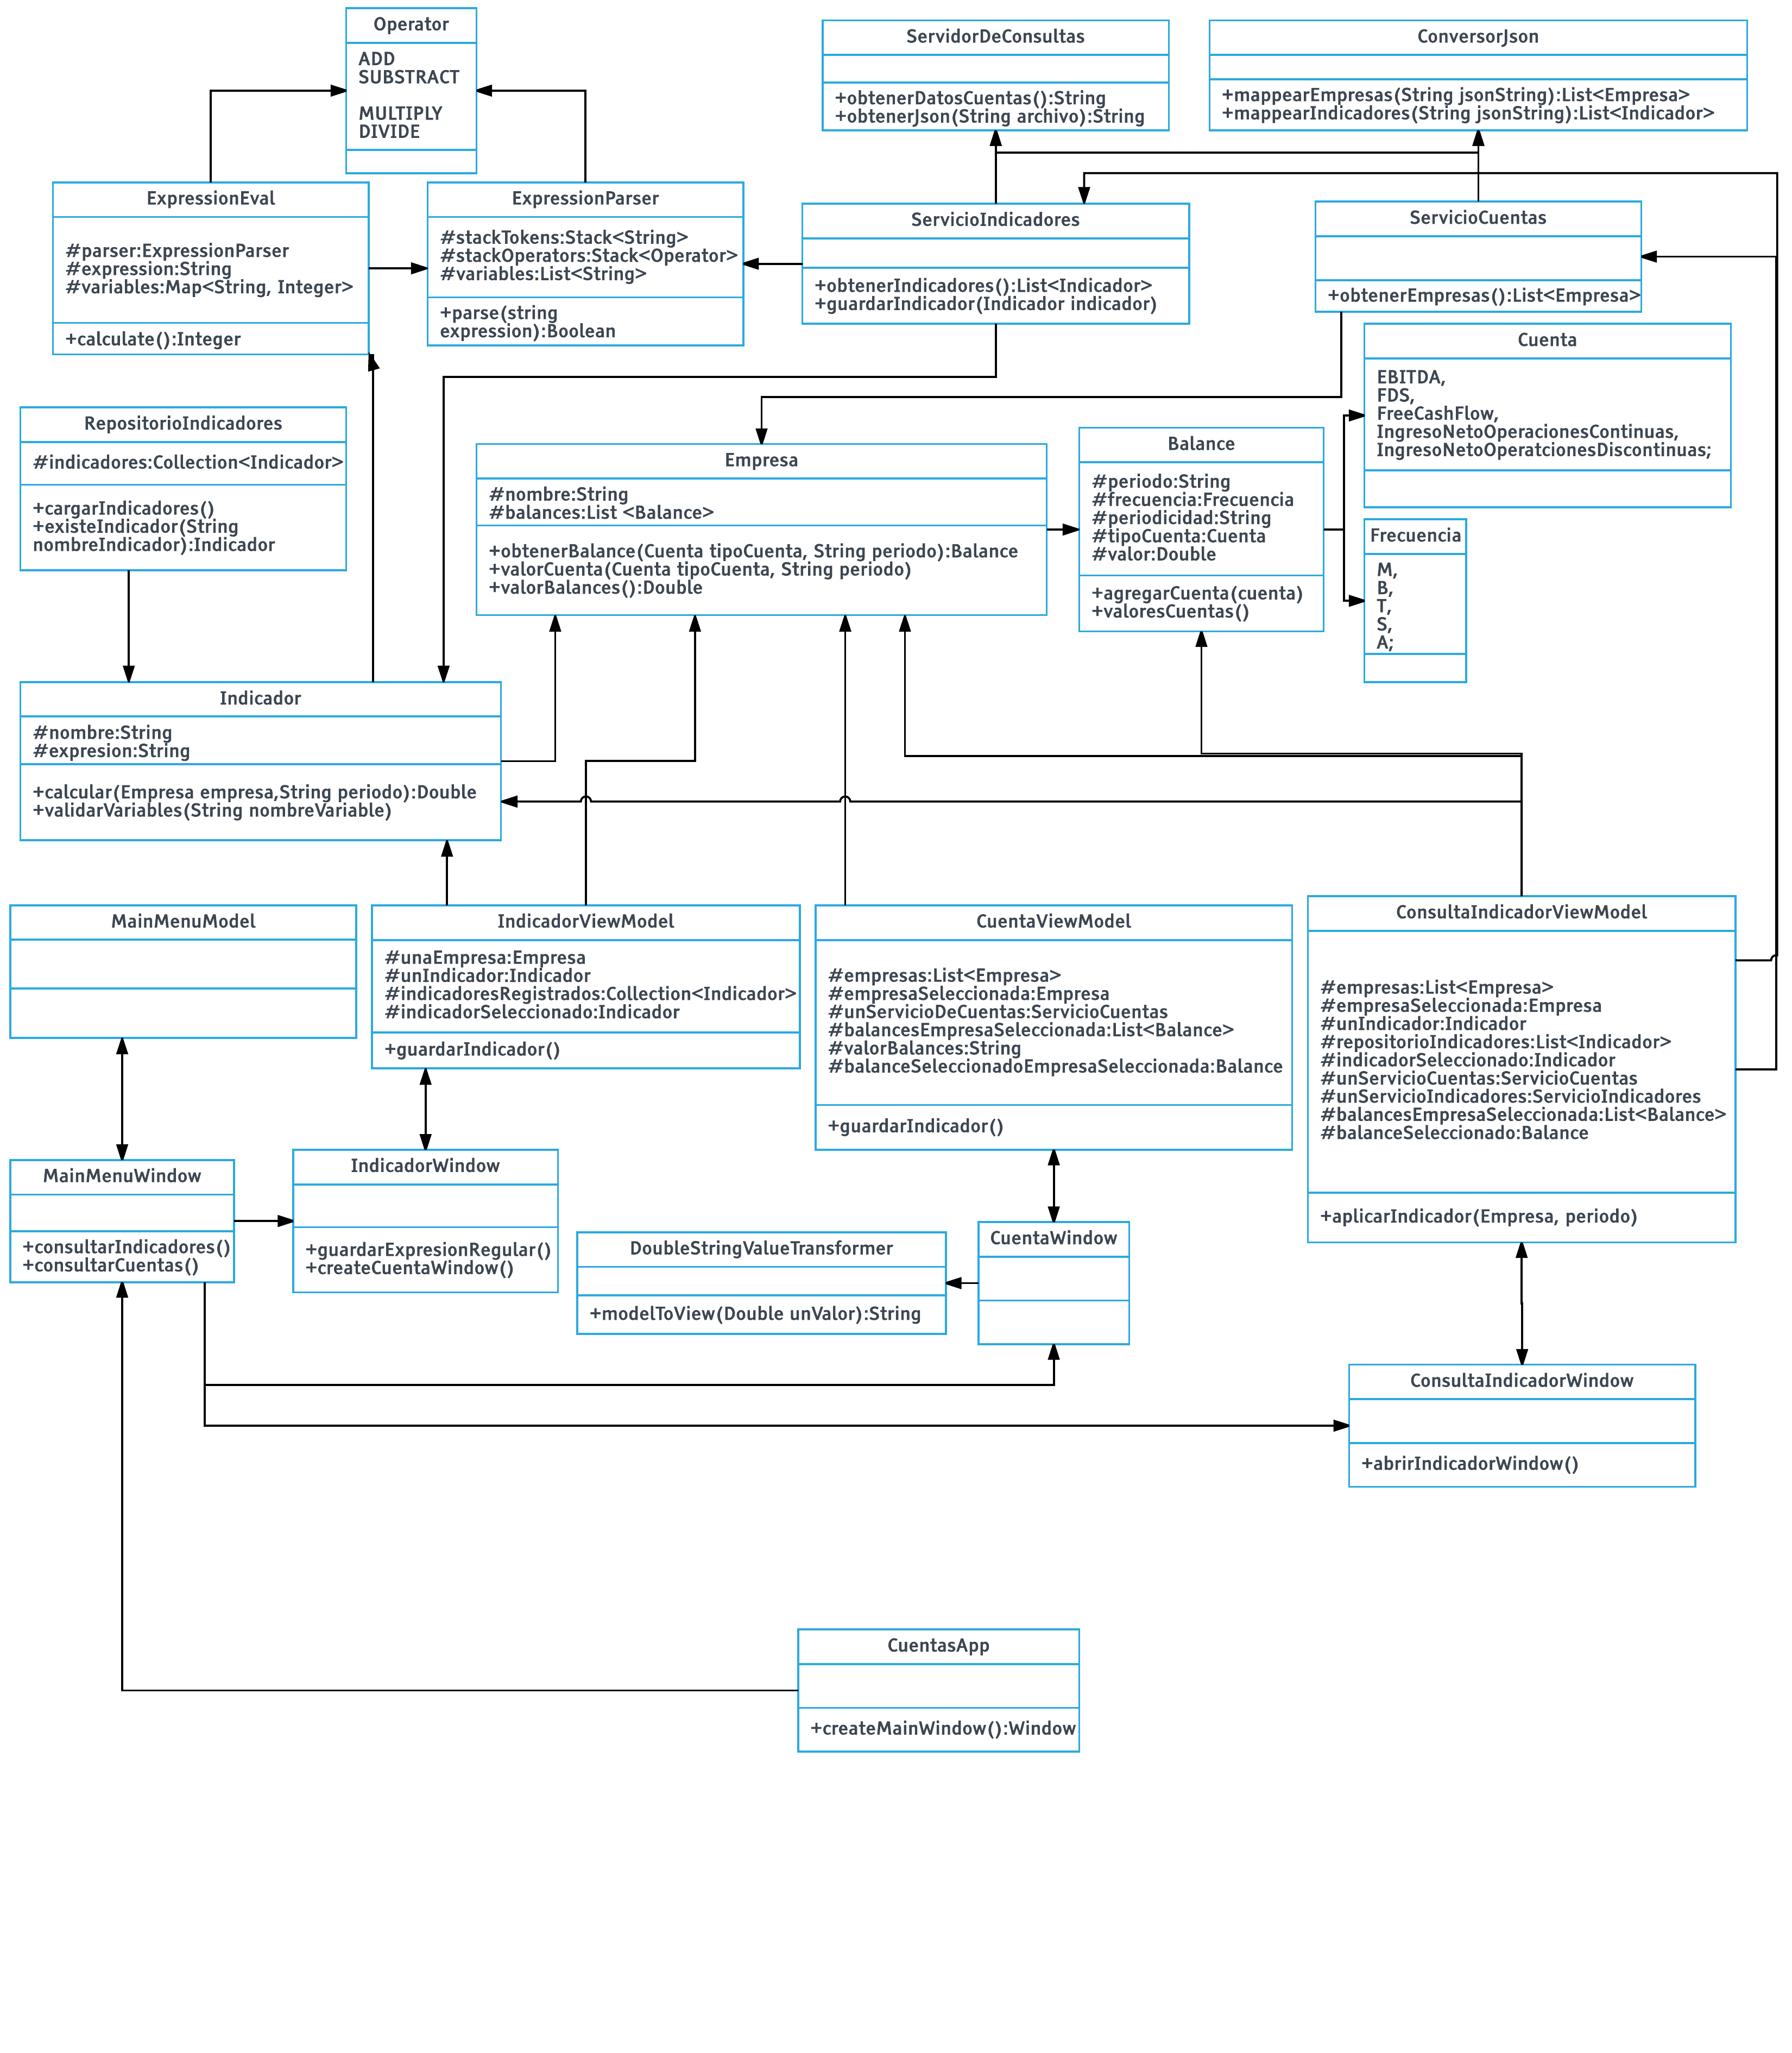 Operator
ADD
SUBSTRACT
MULTIPLY
DIVIDE
ServidorDeConsultas
+obtenerDatosCuentas():String
+obtenerJson(String archivo):String
ConversorJson
+mappearEmpresas(String jsonString):List<Empresa>
+mappearIndicadores(String jsonString):List<Indicador>
ExpressionEval
#parser:ExpressionParser
#expression:String
#variables:Map<String, Integer>
+calculate():Integer
ExpressionParser
#stackTokens:Stack<String>
#stackOperators:Stack<Operator>
#variables:List<String>
+parse(string
expression):Boolean
ServicioIndicadores
+obtenerIndicadores():List<Indicador>
+guardarIndicador(Indicador indicador)
ServicioCuentas
+obtenerEmpresas():List<Empresa>
Cuenta
EBITDA,
FDS,
FreeCashFlow,
IngresoNetoOperacionesContinuas,
IngresoNetoOperatcionesDiscontinuas;
RepositorioIndicadores
#indicadores:Collection<Indicador>
+cargarIndicadores()
+existeIndicador(String
nombreIndicador):Indicador
Empresa
#nombre:String
#balances:List <Balance>
+obtenerBalance(Cuenta tipoCuenta, String periodo):Balance
+valorCuenta(Cuenta tipoCuenta, String periodo)
+valorBalances():Double
Balance
#periodo:String
#frecuencia:Frecuencia
#periodicidad:String
#tipoCuenta:Cuenta
#valor:Double
+agregarCuenta(cuenta)
+valoresCuentas()
Frecuencia
M,
B,
T,
S,
A;
Indicador
#nombre:String
#expresion:String
+calcular(Empresa empresa,String periodo):Double
+validarVariables(String nombreVariable)
MainMenuModel
IndicadorViewModel
#unaEmpresa:Empresa
#unIndicador:Indicador
#indicadoresRegistrados:Collection<Indicador>
#indicadorSeleccionado:Indicador
+guardarIndicador()
CuentaViewModel
#empresas:List<Empresa>
#empresaSeleccionada:Empresa
#unServicioDeCuentas:ServicioCuentas
#balancesEmpresaSeleccionada:List<Balance>
#valorBalances:String
#balanceSeleccionadoEmpresaSeleccionada:Balance
+guardarIndicador()
ConsultaIndicadorViewModel
#empresas:List<Empresa>
#empresaSeleccionada:Empresa
#unIndicador:Indicador
#repositorioIndicadores:List<Indicador>
#indicadorSeleccionado:Indicador
#unServicioCuentas:ServicioCuentas
#unServicioIndicadores:ServicioIndicadores
#balancesEmpresaSeleccionada:List<Balance>
#balanceSeleccionado:Balance
+aplicarIndicador(Empresa, periodo)
MainMenuWindow
+consultarIndicadores()
+consultarCuentas()
IndicadorWindow
+guardarExpresionRegular()
+createCuentaWindow()
DoubleStringValueTransformer
+modelToView(Double unValor):String
CuentaWindow
ConsultaIndicadorWindow
+abrirIndicadorWindow()
CuentasApp
+createMainWindow():Window